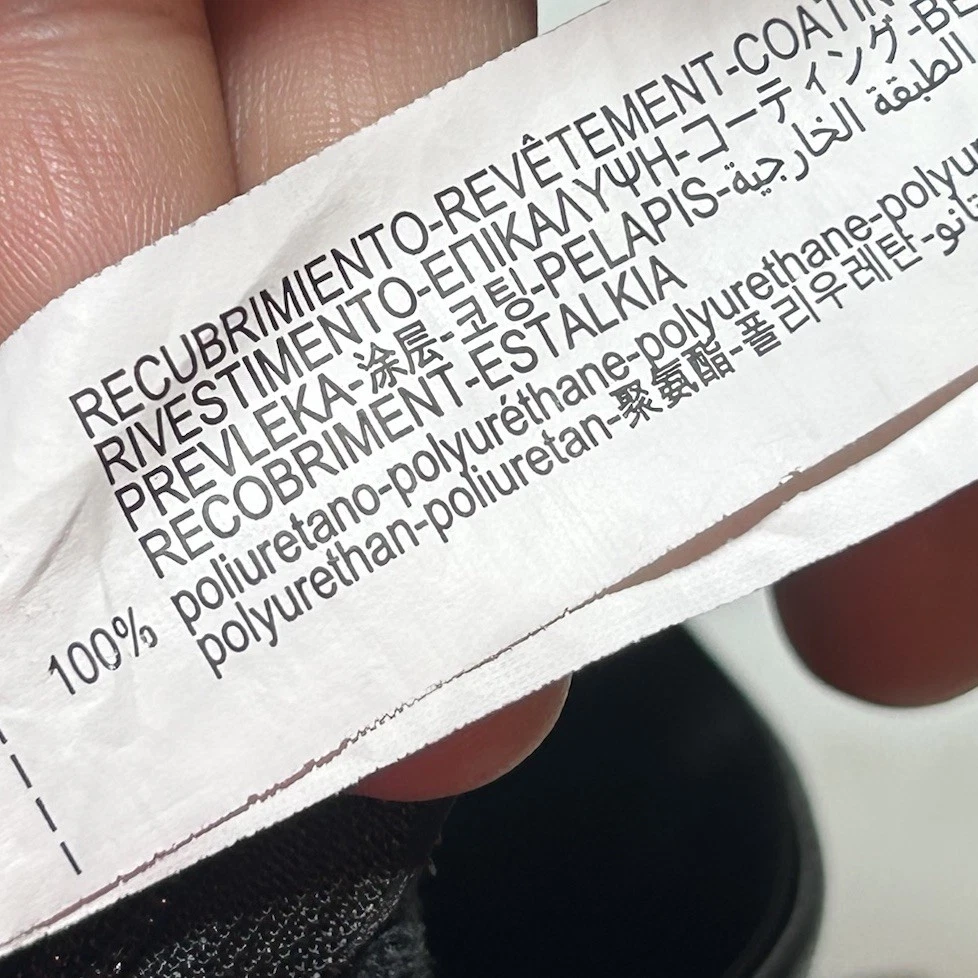 RECUBRIMIENTO-REVÊTEMENT-COATIN
RIVESTIMENTO-ΕΠΙΚΑΛΥΨΗ-コーティング-BE
PREVLEKA-涂层-코팅-PELAPIS-الطبقة الخارجية
RECOBRIMENT-ESTALKIA
100% poliuretano-polyuréthane-polyurethane-polyu
polyurethan-poliuretan-聚氨酯-폴리우레탄-